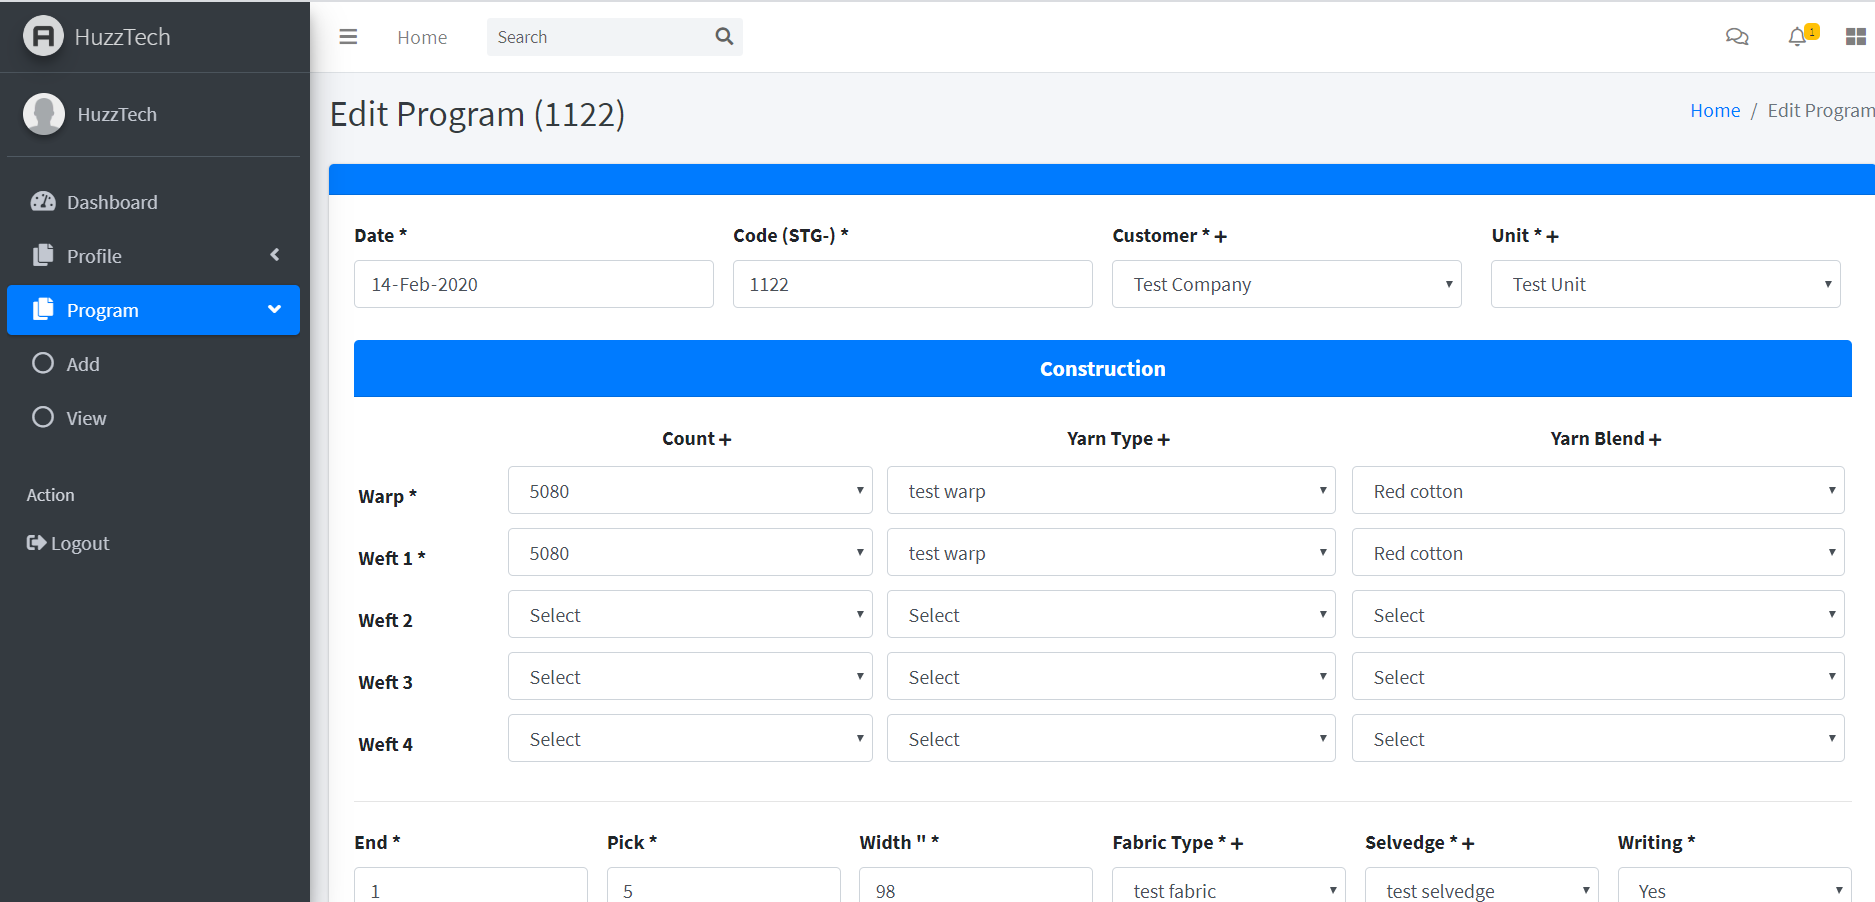 HuzzTech
Home
Search
1
HuzzTech
Edit Program (1122)
Home / Edit Program
Dashboard
Profile
Program
Add
View
Action
Logout
Date * Code (STG-) * Customer * + Unit * +
14-Feb-2020 1122 Test Company Test Unit
Construction
Count + Yarn Type + Yarn Blend +
Warp * 5080 test warp Red cotton
Weft 1 * 5080 test warp Red cotton
Weft 2 Select Select Select
Weft 3 Select Select Select
Weft 4 Select Select Select
End * Pick * Width " * Fabric Type * + Selvedge * + Writing *
1 5 98 test fabric test selvedge Yes